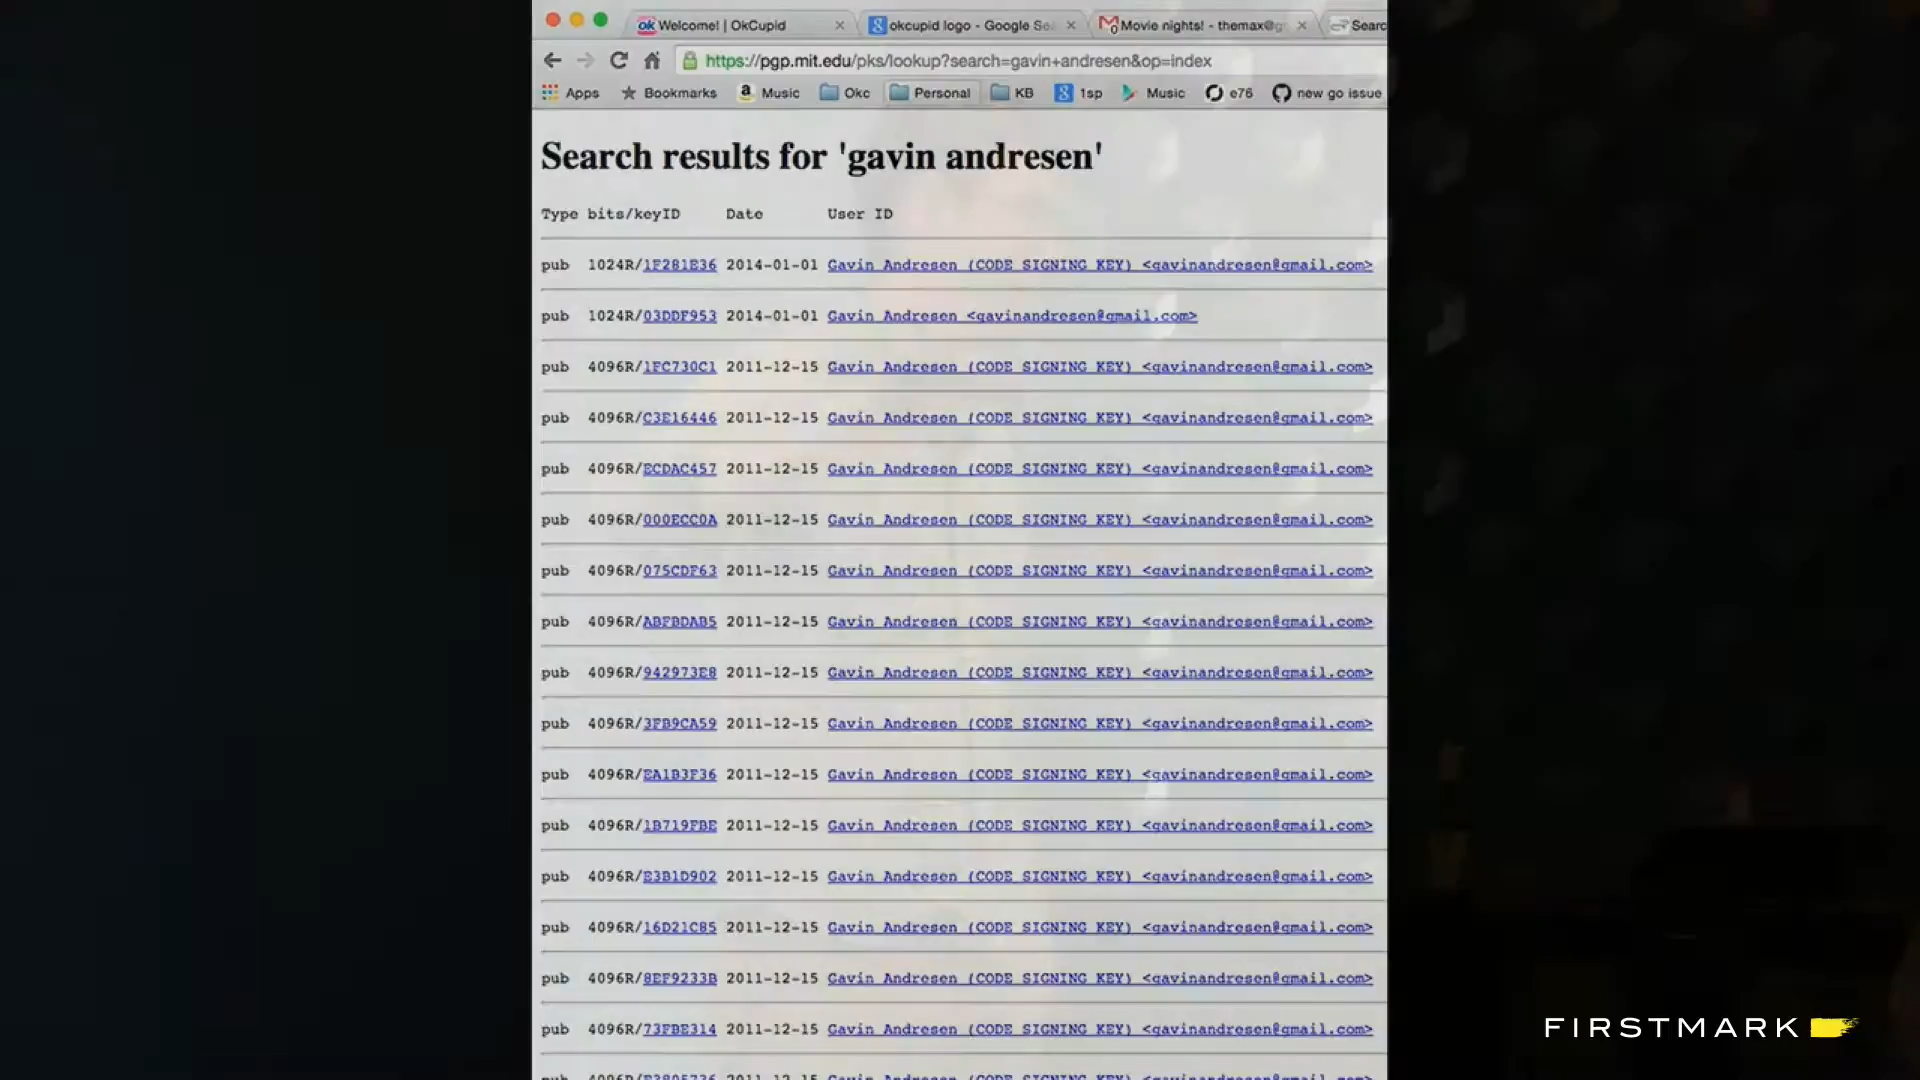 Welcome! | OkCupid
okcupid logo - Google Se
Movie nights! - themax@g
Searc
https://pgp.mit.edu/pks/lookup?search=gavin+andresen&op=index
Apps Bookmarks Music Okc Personal KB 1sp Music e76 new go issue
Search results for 'gavin andresen'
Type bits/keyID Date User ID
pub 1024R/1E281E36 2014-01-01 Gavin Andresen (CODE SIGNING KEY) <gavinandresen@gmail.com>
pub 1024R/03DDF953 2014-01-01 Gavin Andresen <gavinandresen@gmail.com>
pub 4096R/1FC730C1 2011-12-15 Gavin Andresen (CODE SIGNING KEY) <gavinandresen@gmail.com>
pub 4096R/C3E16446 2011-12-15 Gavin Andresen (CODE SIGNING KEY) <gavinandresen@gmail.com>
pub 4096R/ECDAC457 2011-12-15 Gavin Andresen (CODE SIGNING KEY) <gavinandresen@gmail.com>
pub 4096R/000ECC0A 2011-12-15 Gavin Andresen (CODE SIGNING KEY) <gavinandresen@gmail.com>
pub 4096R/075CDF63 2011-12-15 Gavin Andresen (CODE SIGNING KEY) <gavinandresen@gmail.com>
pub 4096R/ABFBDAB5 2011-12-15 Gavin Andresen (CODE SIGNING KEY) <gavinandresen@gmail.com>
pub 4096R/942973E8 2011-12-15 Gavin Andresen (CODE SIGNING KEY) <gavinandresen@gmail.com>
pub 4096R/3FB9CA59 2011-12-15 Gavin Andresen (CODE SIGNING KEY) <gavinandresen@gmail.com>
pub 4096R/EA1B3F36 2011-12-15 Gavin Andresen (CODE SIGNING KEY) <gavinandresen@gmail.com>
pub 4096R/1B719FBE 2011-12-15 Gavin Andresen (CODE SIGNING KEY) <gavinandresen@gmail.com>
pub 4096R/E3B1D902 2011-12-15 Gavin Andresen (CODE SIGNING KEY) <gavinandresen@gmail.com>
pub 4096R/16D21C85 2011-12-15 Gavin Andresen (CODE SIGNING KEY) <gavinandresen@gmail.com>
pub 4096R/8EF9233B 2011-12-15 Gavin Andresen (CODE SIGNING KEY) <gavinandresen@gmail.com>
pub 4096R/73FBE314 2011-12-15 Gavin Andresen (CODE SIGNING KEY) <gavinandresen@gmail.com>
FIRSTMARK